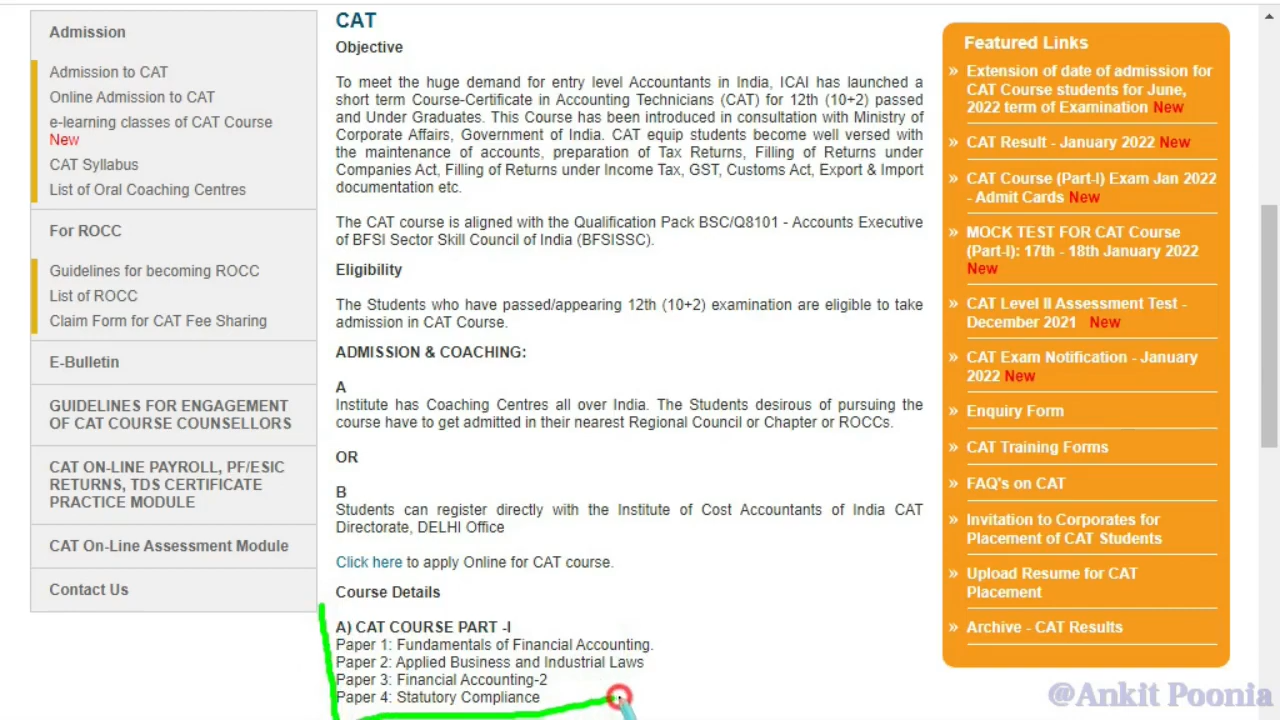 Admission
Admission to CAT
Online Admission to CAT
e-learning classes of CAT Course
New
CAT Syllabus
List of Oral Coaching Centres
For ROCC
Guidelines for becoming ROCC
List of ROCC
Claim Form for CAT Fee Sharing
E-Bulletin
GUIDELINES FOR ENGAGEMENT
OF CAT COURSE COUNSELLORS
CAT ON-LINE PAYROLL, PF/ESIC
RETURNS, TDS CERTIFICATE
PRACTICE MODULE
CAT On-Line Assessment Module
Contact Us
CAT
Objective
To meet the huge demand for entry level Accountants in India, ICAI has launched a
short term Course-Certificate in Accounting Technicians (CAT) for 12th (10+2) passed
and Under Graduates. This Course has been introduced in consultation with Ministry of
Corporate Affairs, Government of India. CAT equip students become well versed with
the maintenance of accounts, preparation of Tax Returns, Filling of Returns under
Companies Act, Filling of Returns under Income Tax, GST, Customs Act, Export & Import
documentation etc.
The CAT course is aligned with the Qualification Pack BSC/Q8101 - Accounts Executive
of BFSI Sector Skill Council of India (BFSISSC).
Eligibility
The Students who have passed/appearing 12th (10+2) examination are eligible to take
admission in CAT Course.
ADMISSION & COACHING:
A
Institute has Coaching Centres all over India. The Students desirous of pursuing the
course have to get admitted in their nearest Regional Council or Chapter or ROCCs.
OR
B
Students can register directly with the Institute of Cost Accountants of India CAT
Directorate, DELHI Office
Click here to apply Online for CAT course.
Course Details
A) CAT COURSE PART -I
Paper 1: Fundamentals of Financial Accounting.
Paper 2: Applied Business and Industrial Laws
Paper 3: Financial Accounting-2
Paper 4: Statutory Compliance
Featured Links
» Extension of date of admission for
CAT Course students for June,
2022 term of Examination New
» CAT Result - January 2022 New
» CAT Course (Part-I) Exam Jan 2022
- Admit Cards New
» MOCK TEST FOR CAT Course
(Part-I): 17th - 18th January 2022
New
» CAT Level II Assessment Test -
December 2021 New
» CAT Exam Notification - January
2022 New
» Enquiry Form
» CAT Training Forms
» FAQ's on CAT
» Invitation to Corporates for
Placement of CAT Students
» Upload Resume for CAT
Placement
» Archive - CAT Results
@Ankit Poonia